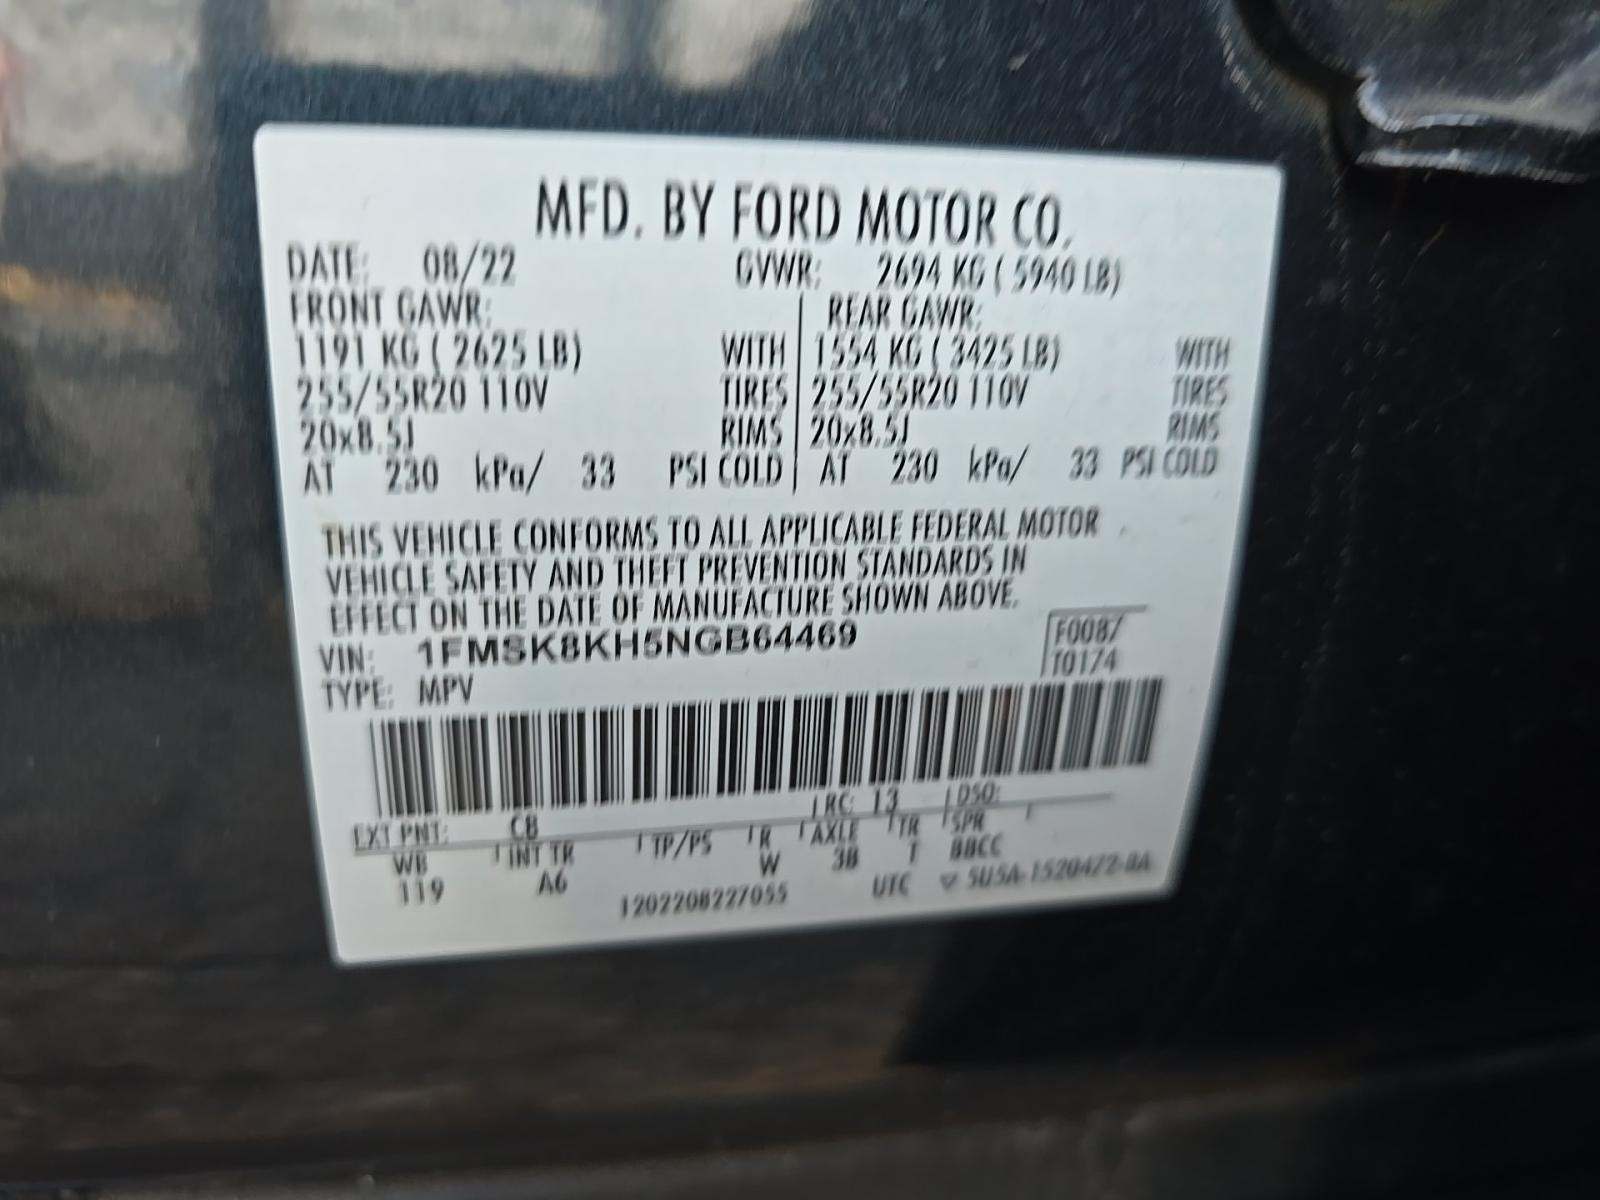 MFD. BY FORD MOTOR CO.
DATE: 08/22 GVWR: 2694 KG ( 5940 LB)
FRONT GAWR: REAR GAWR:
1191 KG ( 2625 LB) WITH 1554 KG ( 3425 LB) WITH
255/55R20 110V TIRES 255/55R20 110V TIRES
20x8.5J RIMS 20x8.5J RIMS
AT 230 kPa/ 33 PSI COLD AT 230 kPa/ 33 PSI COLD
THIS VEHICLE CONFORMS TO ALL APPLICABLE FEDERAL MOTOR
VEHICLE SAFETY AND THEFT PREVENTION STANDARDS IN
EFFECT ON THE DATE OF MANUFACTURE SHOWN ABOVE.
VIN: 1FMSK8KH5NGB64469 F0087
TYPE: MPV T0174
EXT PNT: CB RC: 13 DSO:
WB INT TR TP/PS R AXLE TR SPR
119 A6 W 3B T BBCC
1202208227055 UTC ▽ 5U5A-1520472-BA